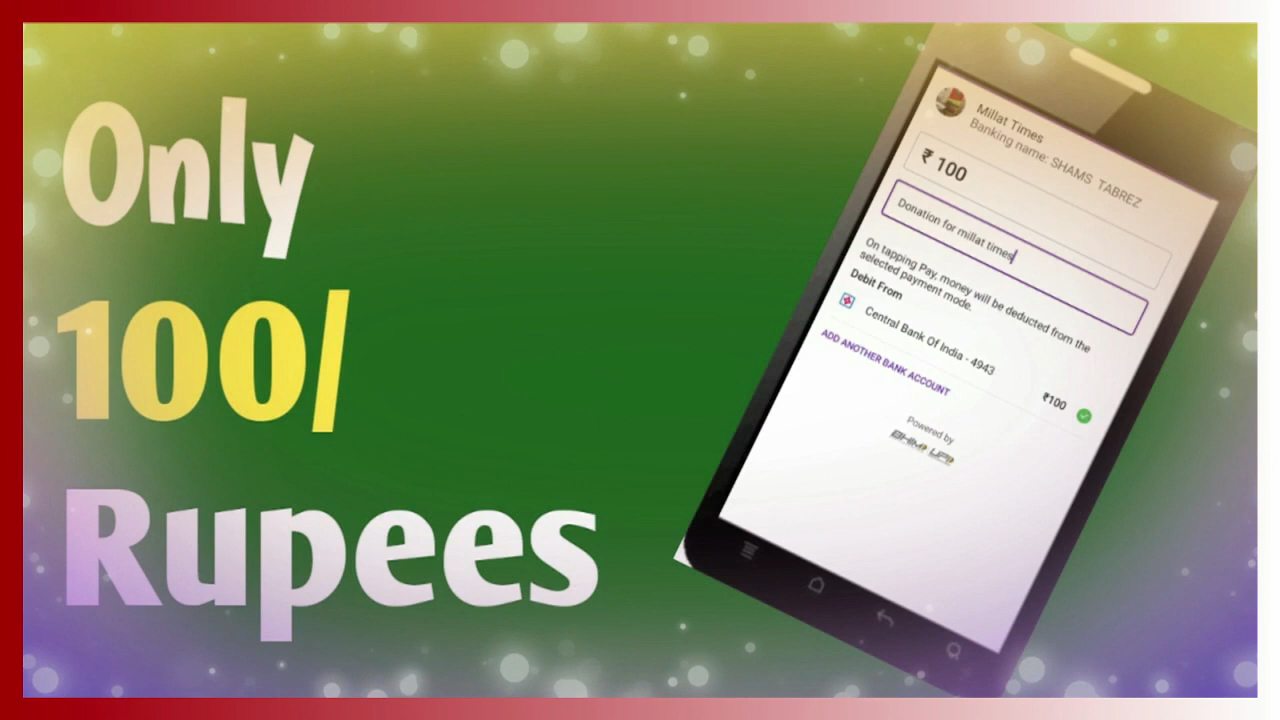 Only
100/
Rupees
Millat Times
Banking name: SHAMS TABREZ
₹ 100
Donation for millat times
On tapping Pay, money will be deducted from the
selected payment mode.
Debit From
Central Bank Of India - 4943
₹100
ADD ANOTHER BANK ACCOUNT
Powered by
BHIM UPI